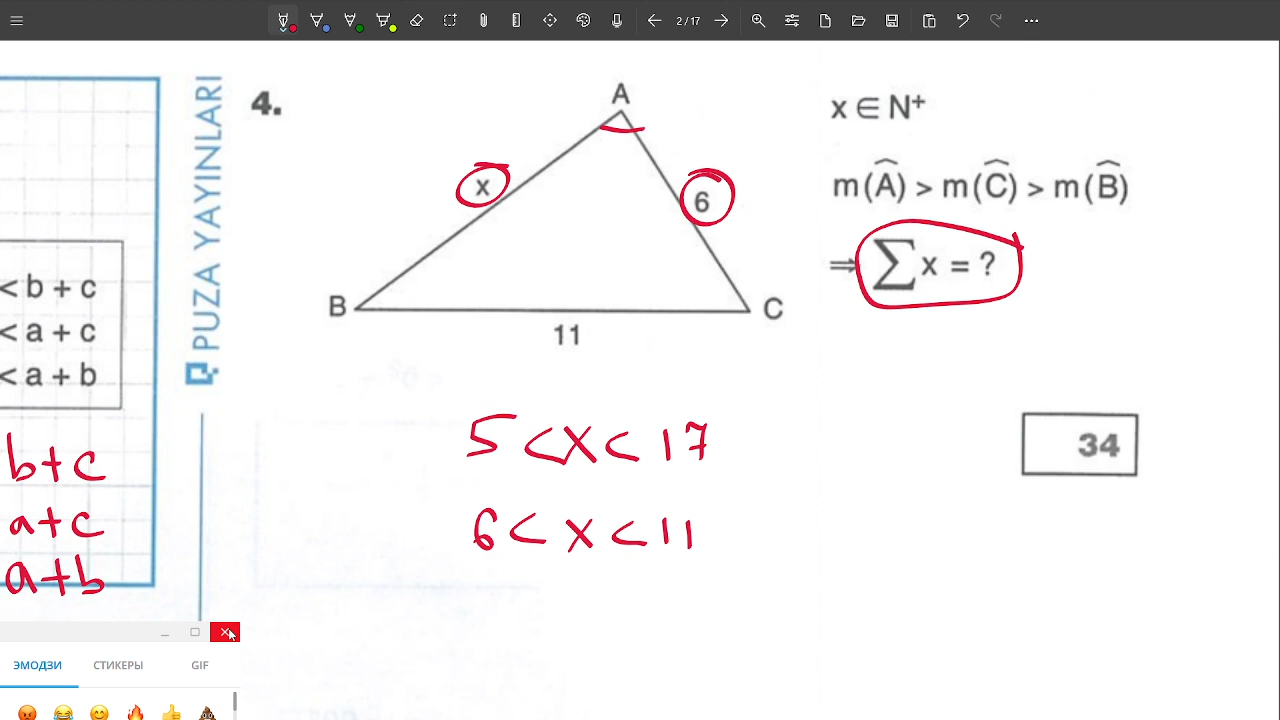 2/17
PUZA YAYINLARI
< b + c
< a + c
< a + b
b+c
a+c
a+b
4.
A
x
6
B
C
11
x ∈ N⁺
m(Â) > m(Ĉ) > m(B̂)
⇒ ∑x = ?
5 < x < 17
6 < x < 11
34
ЭМОДЗИ
СТИКЕРЫ
GIF